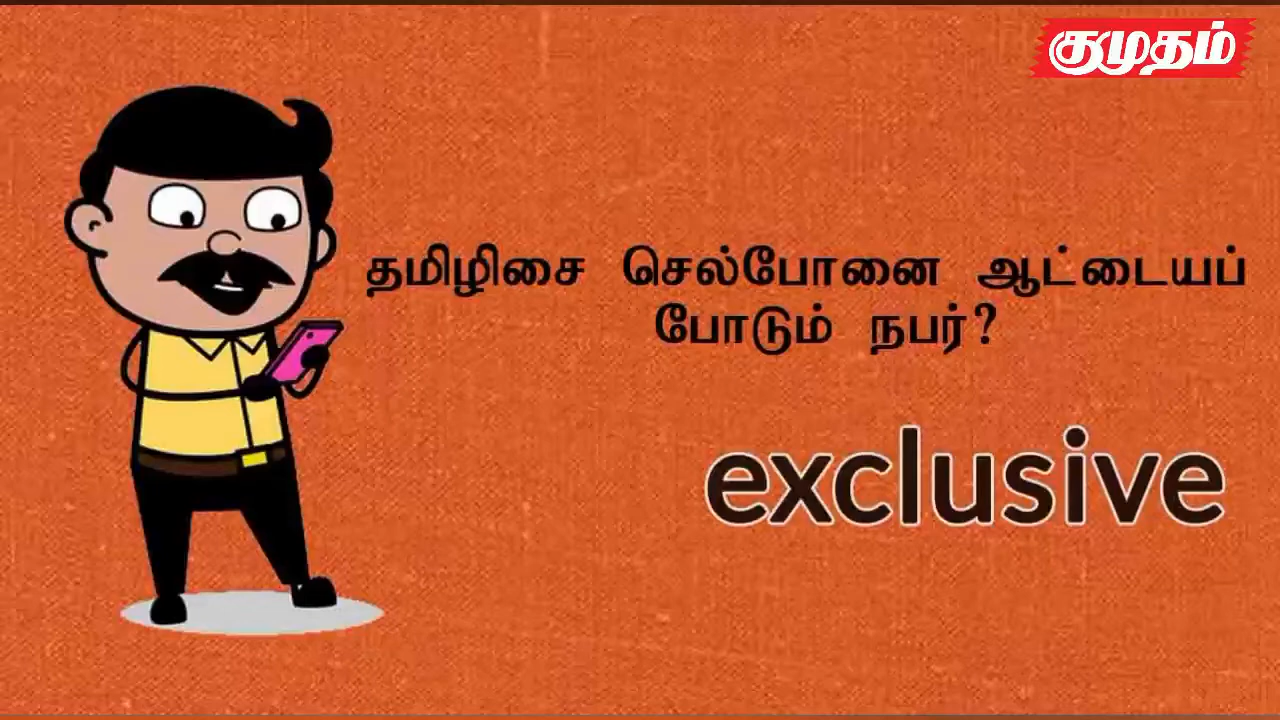 குமுதம்
தமிழிசை செல்போனை ஆட்டையப்
போடும் நபர்?
exclusive